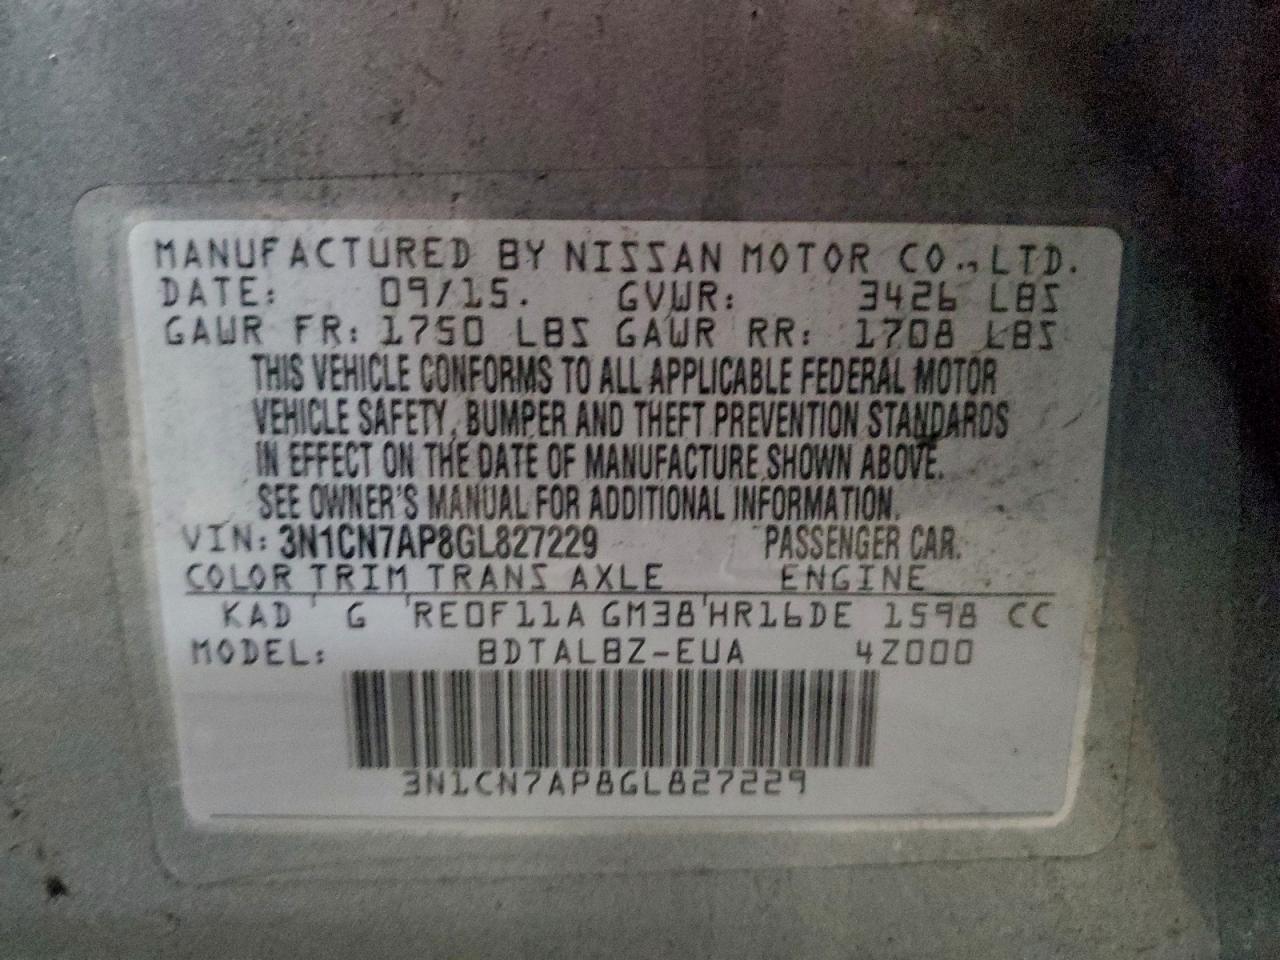 MANUFACTURED BY NISSAN MOTOR CO., LTD.
DATE: 09/15. GVWR: 3426 LBS
GAWR FR: 1750 LBS GAWR RR: 1708 LBS
THIS VEHICLE CONFORMS TO ALL APPLICABLE FEDERAL MOTOR
VEHICLE SAFETY, BUMPER AND THEFT PREVENTION STANDARDS
IN EFFECT ON THE DATE OF MANUFACTURE SHOWN ABOVE.
SEE OWNER'S MANUAL FOR ADDITIONAL INFORMATION.
VIN: 3N1CN7AP8GL827229 PASSENGER CAR.
COLOR TRIM TRANS AXLE ENGINE
KAD G RE0F11A GM38 HR16DE 1598 CC
MODEL: BDTALBZ-EUA 4Z000
3N1CN7AP8GL827229